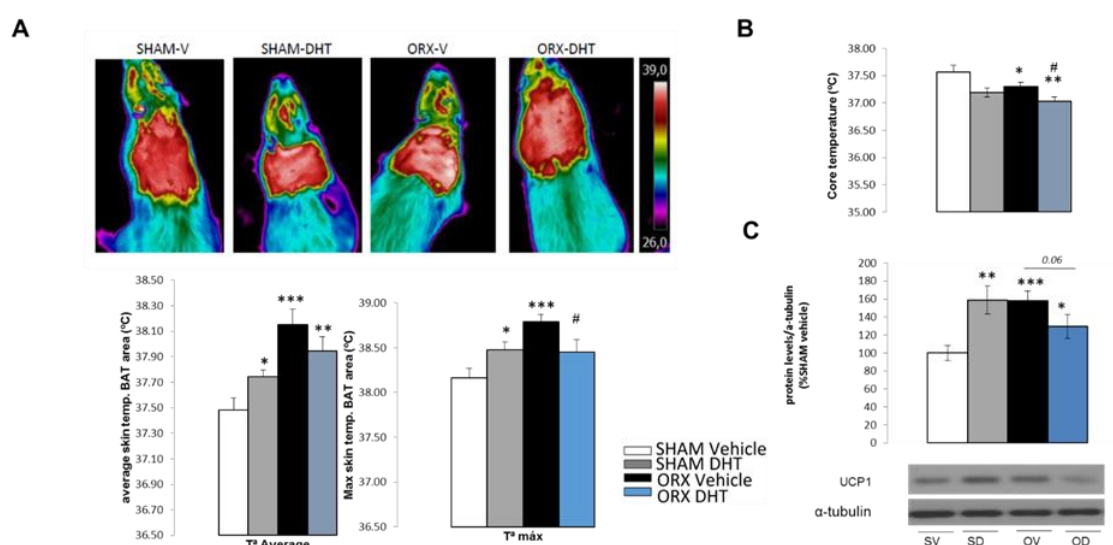 A
SHAM-V
SHAM-DHT
ORX-V
ORX-DHT
39,0
26,0
average skin temp. BAT area (ºC)
38.50
38.30
38.10
37.90
37.70
37.50
37.30
37.10
36.90
36.70
36.50
*
***
**
Tª Average
Max skin temp. BAT area (ºC)
39.00
38.50
38.00
37.50
37.00
36.50
*
***
#
Tª máx
SHAM Vehicle
SHAM DHT
ORX Vehicle
ORX DHT
B
Core temperature (ºC)
38.00
37.50
37.00
36.50
36.00
35.50
35.00
*
#
**
C
protein levels/a-tubulin
(%SHAM vehicle)
200
180
160
140
120
100
80
60
40
20
0
**
***
0.06
*
UCP1
α-tubulin
SV
SD
OV
OD